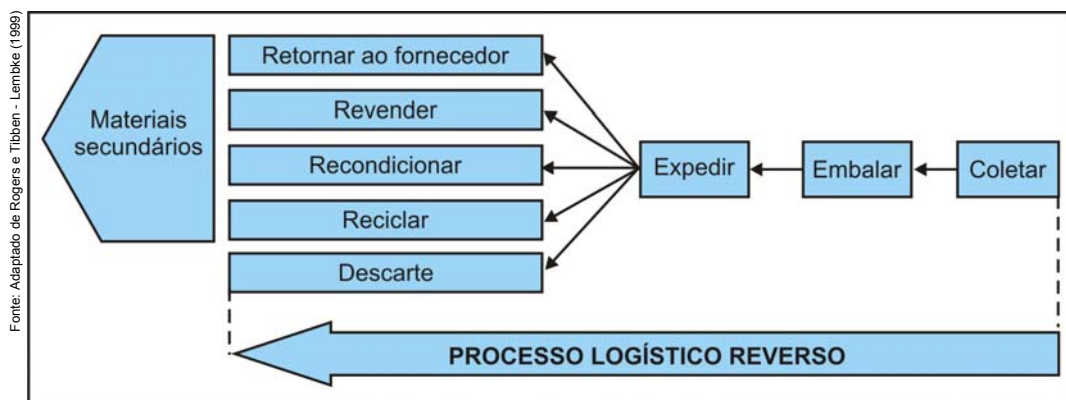 Fonte: Adaptado de Rogers e Tibben - Lembke (1999)
Materiais
secundários
Retornar ao fornecedor
Revender
Recondicionar
Reciclar
Descarte
Expedir
Embalar
Coletar
PROCESSO LOGÍSTICO REVERSO